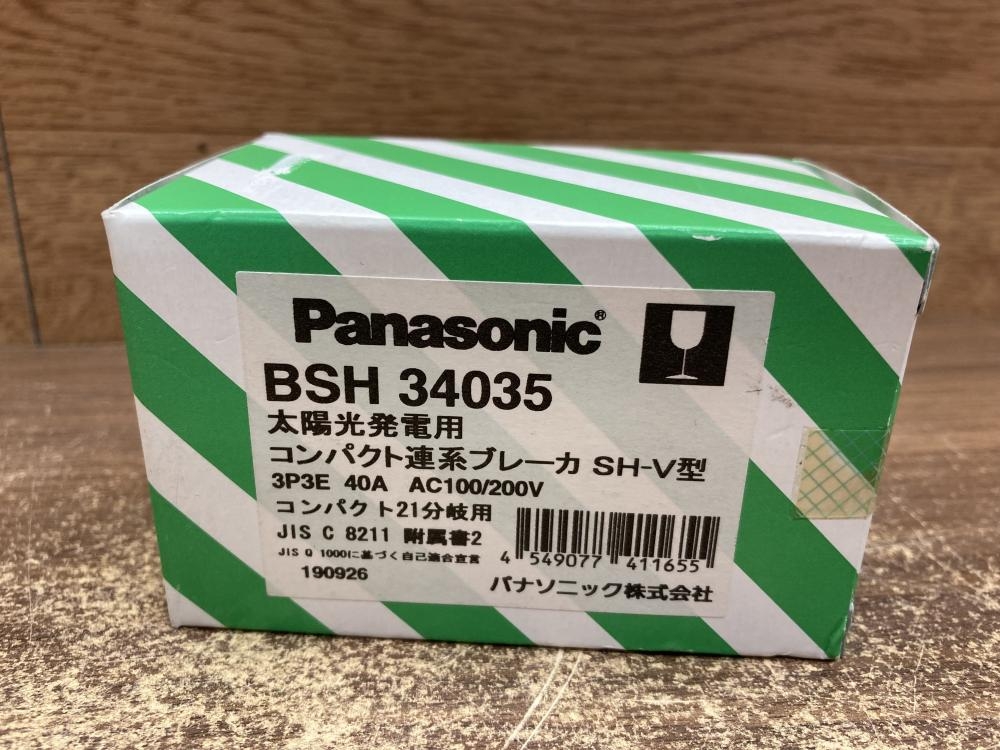 Panasonic®
BSH 34035
太陽光発電用
コンパクト連系ブレーカ SH-V型
3P3E 40A AC100/200V
コンパクト21分岐用
JIS C 8211 附属書2
JIS Q 1000に基づく自己適合宣言
190926
4 549077 411655
パナソニック株式会社